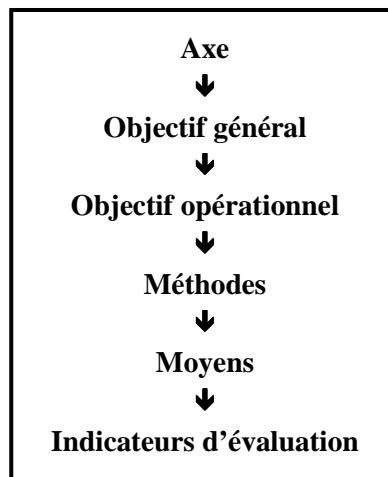 Axe
Objectif général
Objectif opérationnel
Méthodes
Moyens
Indicateurs d'évaluation